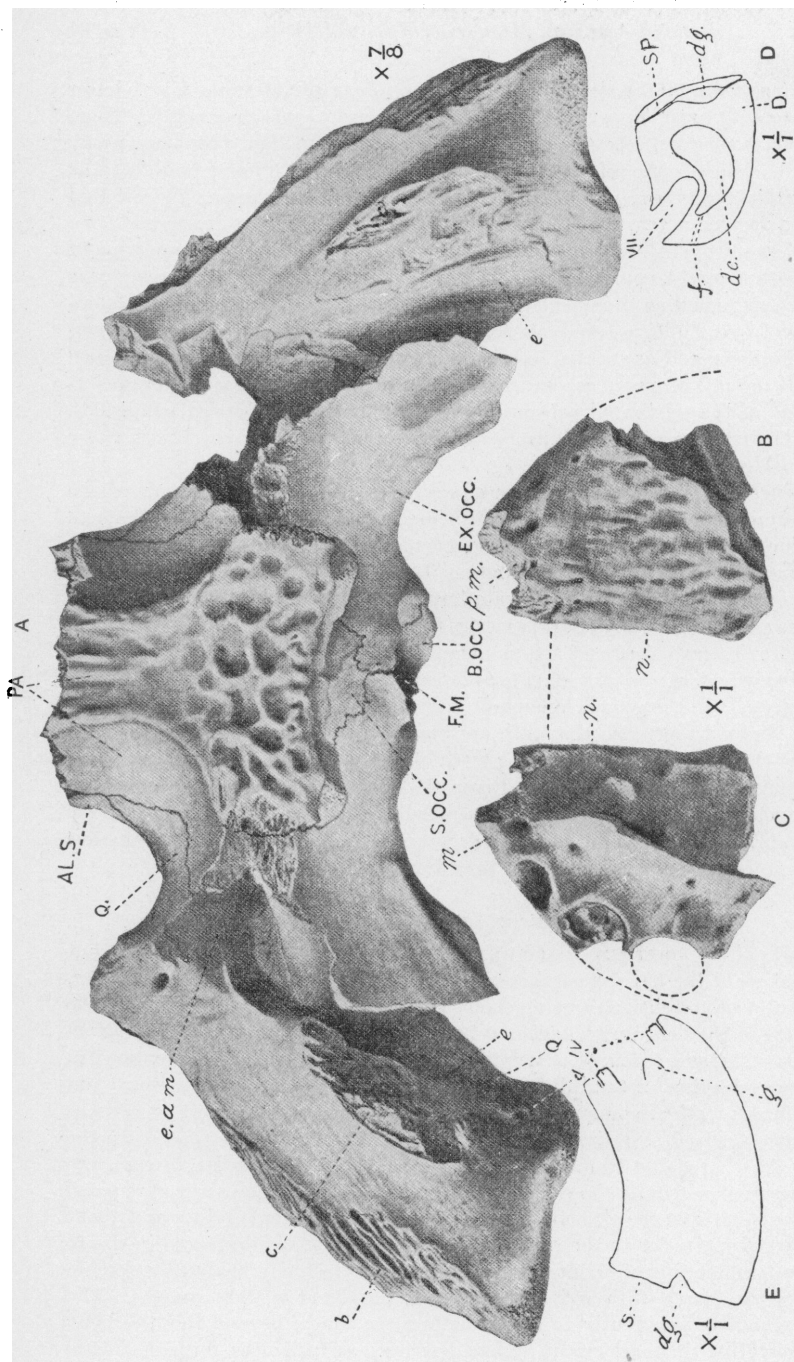 A
PA
AL.S
Q.
e.a m
c.
b
e
Q
d
IV
g.
E
s.
dg.
× 1/1
× 7/8
e
EX.OCC.
B.OCC
F.M.
S.OCC.
p.m.
n.
B
× 1/1
m
n.
C
SP.
dg.
D
D.
× 1/1
VII.
f.
dc.